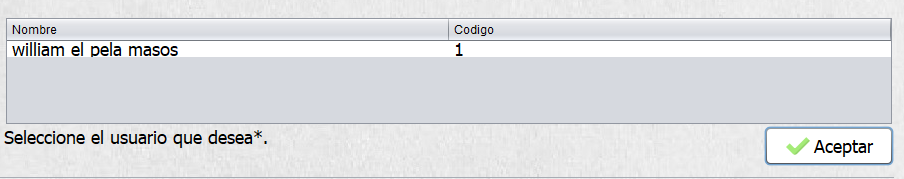 Nombre Codigo
william el pela masos 1
Seleccione el usuario que desea*.
Aceptar